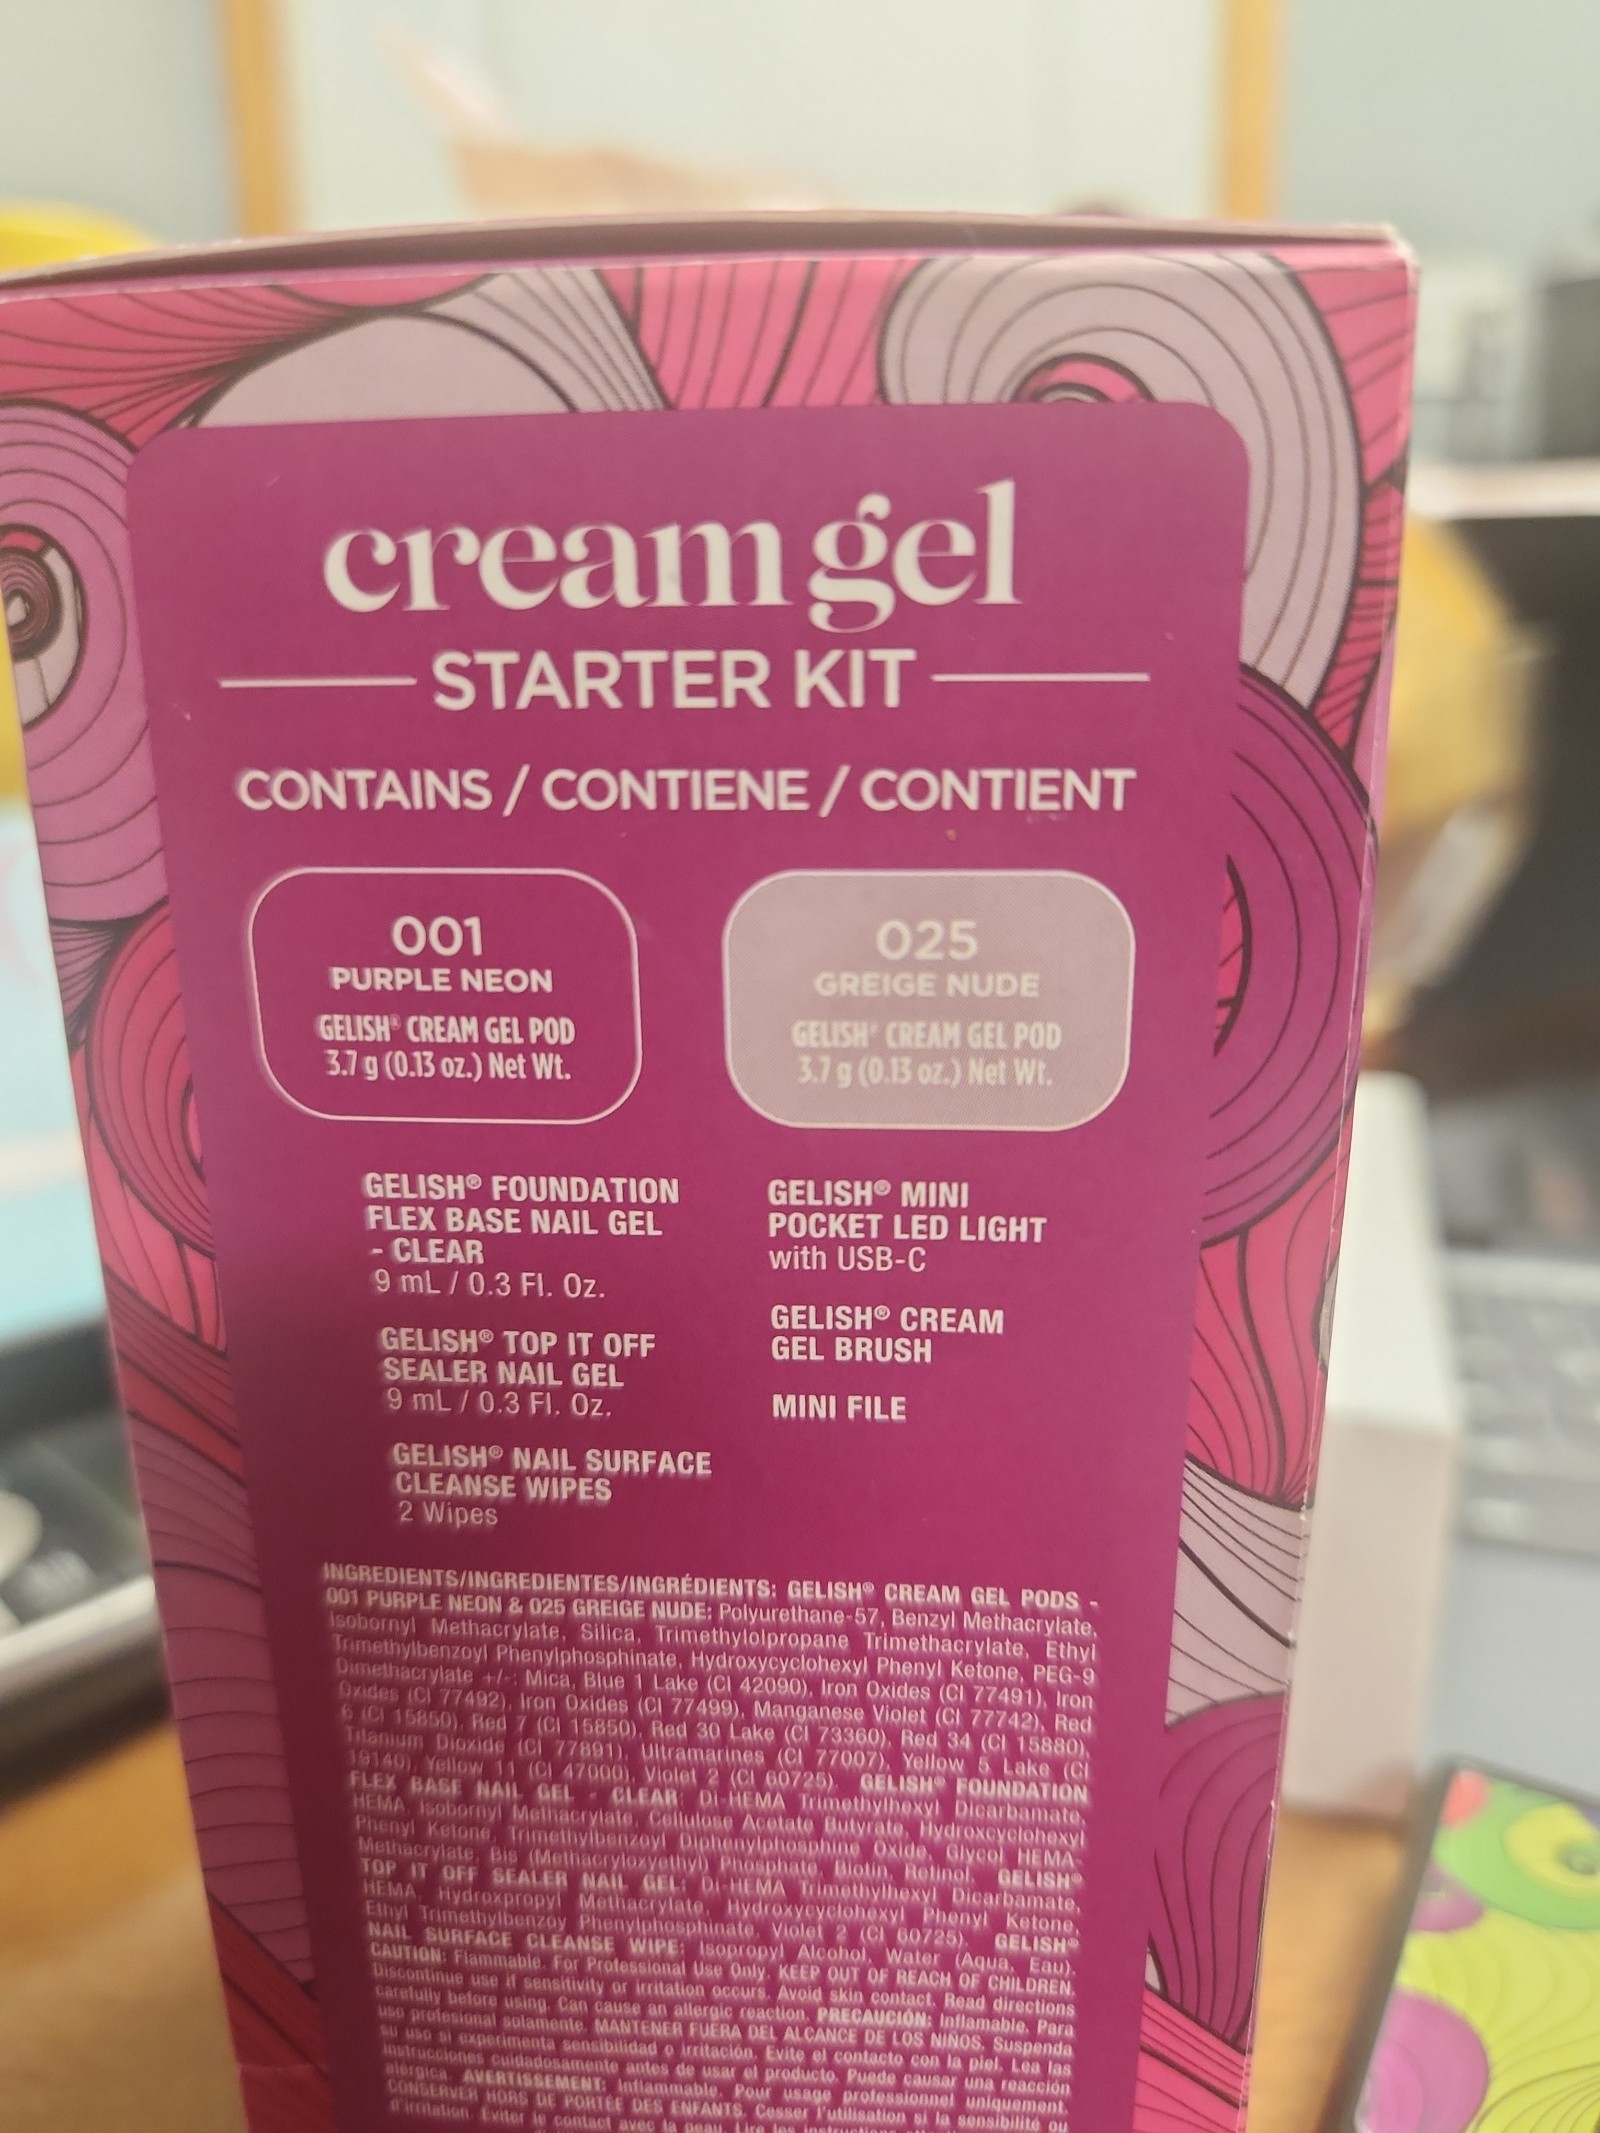 cream gel
STARTER KIT
CONTAINS / CONTIENE / CONTIENT
001
PURPLE NEON
GELISH® CREAM GEL POD
3.7 g (0.13 oz.) Net Wt.
025
GREIGE NUDE
GELISH® CREAM GEL POD
3.7 g (0.13 oz.) Net Wt.
GELISH® FOUNDATION
FLEX BASE NAIL GEL
- CLEAR
9 mL / 0.3 Fl. Oz.
GELISH® TOP IT OFF
SEALER NAIL GEL
9 mL / 0.3 Fl. Oz.
GELISH® NAIL SURFACE
CLEANSE WIPES
2 Wipes
GELISH® MINI
POCKET LED LIGHT
with USB-C
GELISH® CREAM
GEL BRUSH
MINI FILE
INGREDIENTS/INGREDIENTES/INGRÉDIENTS: GELISH® CREAM GEL PODS -
001 PURPLE NEON & 025 GREIGE NUDE: Polyurethane-57, Benzyl Methacrylate,
Isobornyl Methacrylate, Silica, Trimethylolpropane Trimethacrylate, Ethyl
Trimethylbenzoyl Phenylphosphinate, Hydroxycyclohexyl Phenyl Ketone, PEG-9
Dimethacrylate +/-: Mica, Blue 1 Lake (CI 42090), Iron Oxides (CI 77491), Iron
Oxides (CI 77492), Iron Oxides (CI 77499), Manganese Violet (CI 77742), Red
6 (CI 15850), Red 7 (CI 15850), Red 30 Lake (CI 73360), Red 34 (CI 15880),
Titanium Dioxide (CI 77891), Ultramarines (CI 77007), Yellow 5 Lake (CI
19140), Yellow 11 (CI 47000), Violet 2 (CI 60725). GELISH® FOUNDATION
FLEX BASE NAIL GEL - CLEAR: Di-HEMA Trimethylhexyl Dicarbamate,
HEMA, Isobornyl Methacrylate, Cellulose Acetate Butyrate, Hydroxcyclohexyl
Phenyl Ketone, Trimethylbenzoyl Diphenylphosphine Oxide, Glycol HEMA-
Methacrylate, Bis (Methacryloxyethyl) Phosphate, Biotin, Retinol. GELISH®
TOP IT OFF SEALER NAIL GEL: Di-HEMA Trimethylhexyl Dicarbamate,
HEMA, Hydroxpropyl Methacrylate, Hydroxycyclohexyl Phenyl Ketone,
Ethyl Trimethylbenzoy Phenylphosphinate, Violet 2 (CI 60725). GELISH®
NAIL SURFACE CLEANSE WIPE: Isopropyl Alcohol, Water (Aqua, Eau).
CAUTION: Flammable. For Professional Use Only. KEEP OUT OF REACH OF CHILDREN.
Discontinue use if sensitivity or irritation occurs. Avoid skin contact. Read directions
carefully before using. Can cause an allergic reaction. PRECAUCIÓN: Inflamable. Para
uso profesional solamente. MANTENER FUERA DEL ALCANCE DE LOS NIÑOS. Suspenda
su uso si experimenta sensibilidad o irritación. Evite el contacto con la piel. Lea las
instrucciones cuidadosamente antes de usar el producto. Puede causar una reacción
alérgica. AVERTISSEMENT: Inflammable. Pour usage professionnel uniquement.
CONSERVER HORS DE PORTÉE DES ENFANTS. Cesser l'utilisation si la sensibilité ou
d'irritation. Éviter le contact avec la peau. Lire les instructions